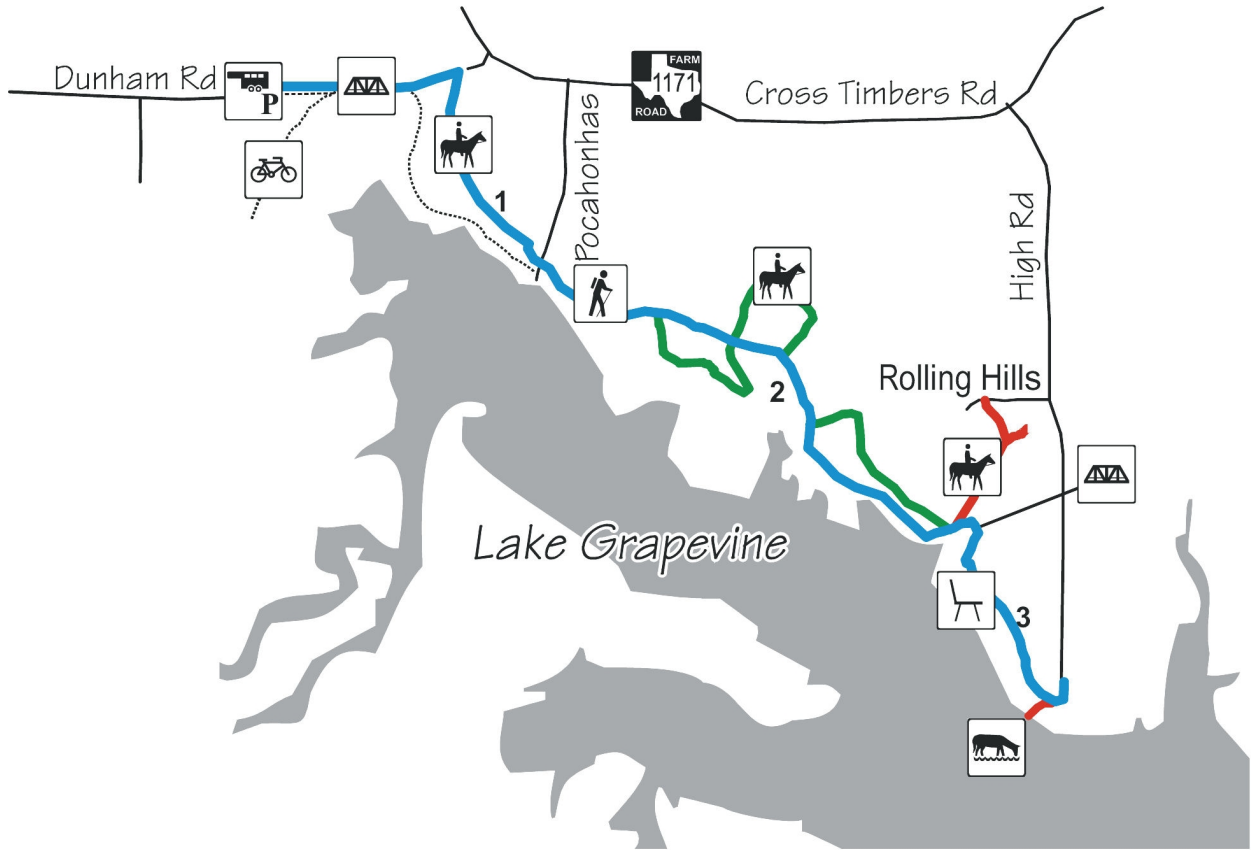 Dunham Rd
P
FARM
1171
ROAD
Cross Timbers Rd
Pocahonhas
1
High Rd
2
Rolling Hills
Lake Grapevine
3